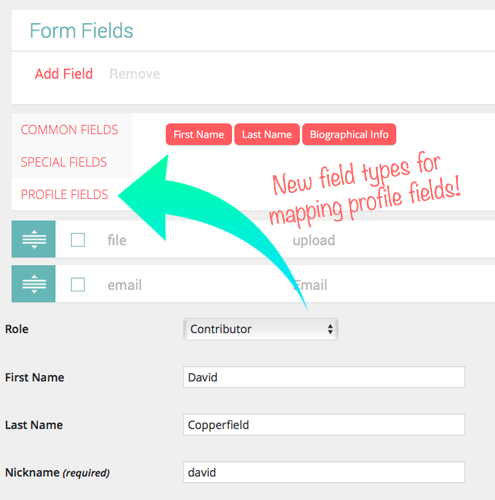 Form Fields
Add Field Remove
COMMON FIELDS First Name Last Name Biographical Info
SPECIAL FIELDS
PROFILE FIELDS
New field types for
mapping profile fields!
file upload
email Email
Role Contributor
First Name David
Last Name Copperfield
Nickname (required) david